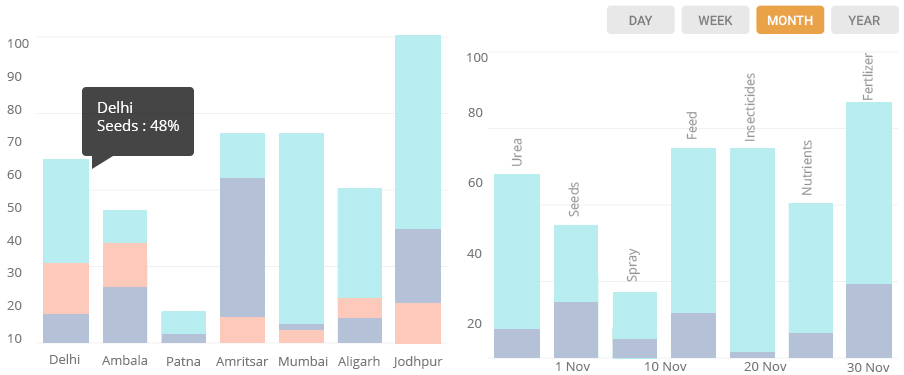 DAY WEEK MONTH YEAR
100
90
80
70
60
50
40
30
20
10
Delhi
Seeds : 48%
Delhi Ambala Patna Amritsar Mumbai Aligarh Jodhpur
100
80
60
40
20
Urea
Seeds
Spray
Feed
Insecticides
Nutrients
Fertlizer
1 Nov 10 Nov 20 Nov 30 Nov